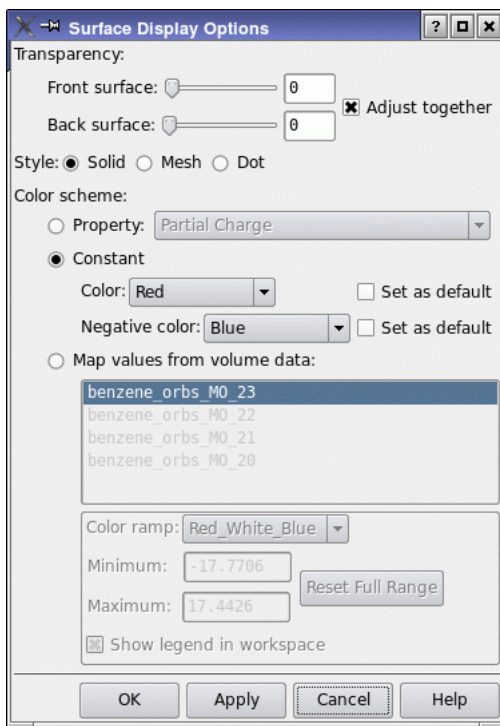 Surface Display Options
Transparency:
Front surface: 0
Back surface: 0
Adjust together
Style: Solid Mesh Dot
Color scheme:
Property: Partial Charge
Constant
Color: Red Set as default
Negative color: Blue Set as default
Map values from volume data:
benzene_orbs_MO_23
benzene_orbs_MO_22
benzene_orbs_MO_21
benzene_orbs_MO_20
Color ramp: Red_White_Blue
Minimum: -17.7706
Reset Full Range
Maximum: 17.4426
Show legend in workspace
OK Apply Cancel Help